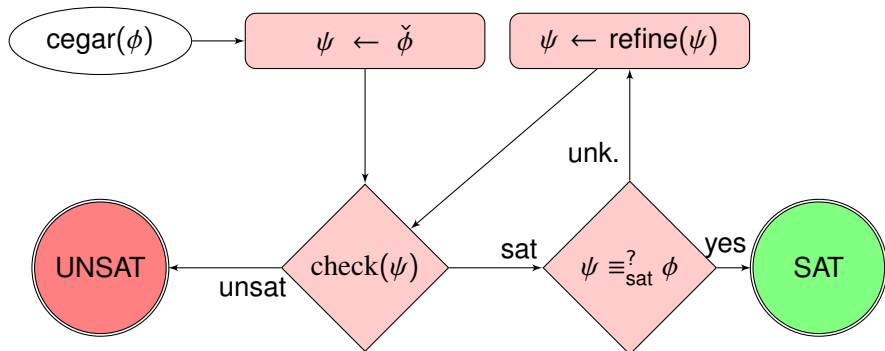 cegar(ϕ)
ψ ← ϕ̌
ψ ← refine(ψ)
unk.
UNSAT
unsat
check(ψ)
sat
ψ ≡?sat ϕ
yes
SAT